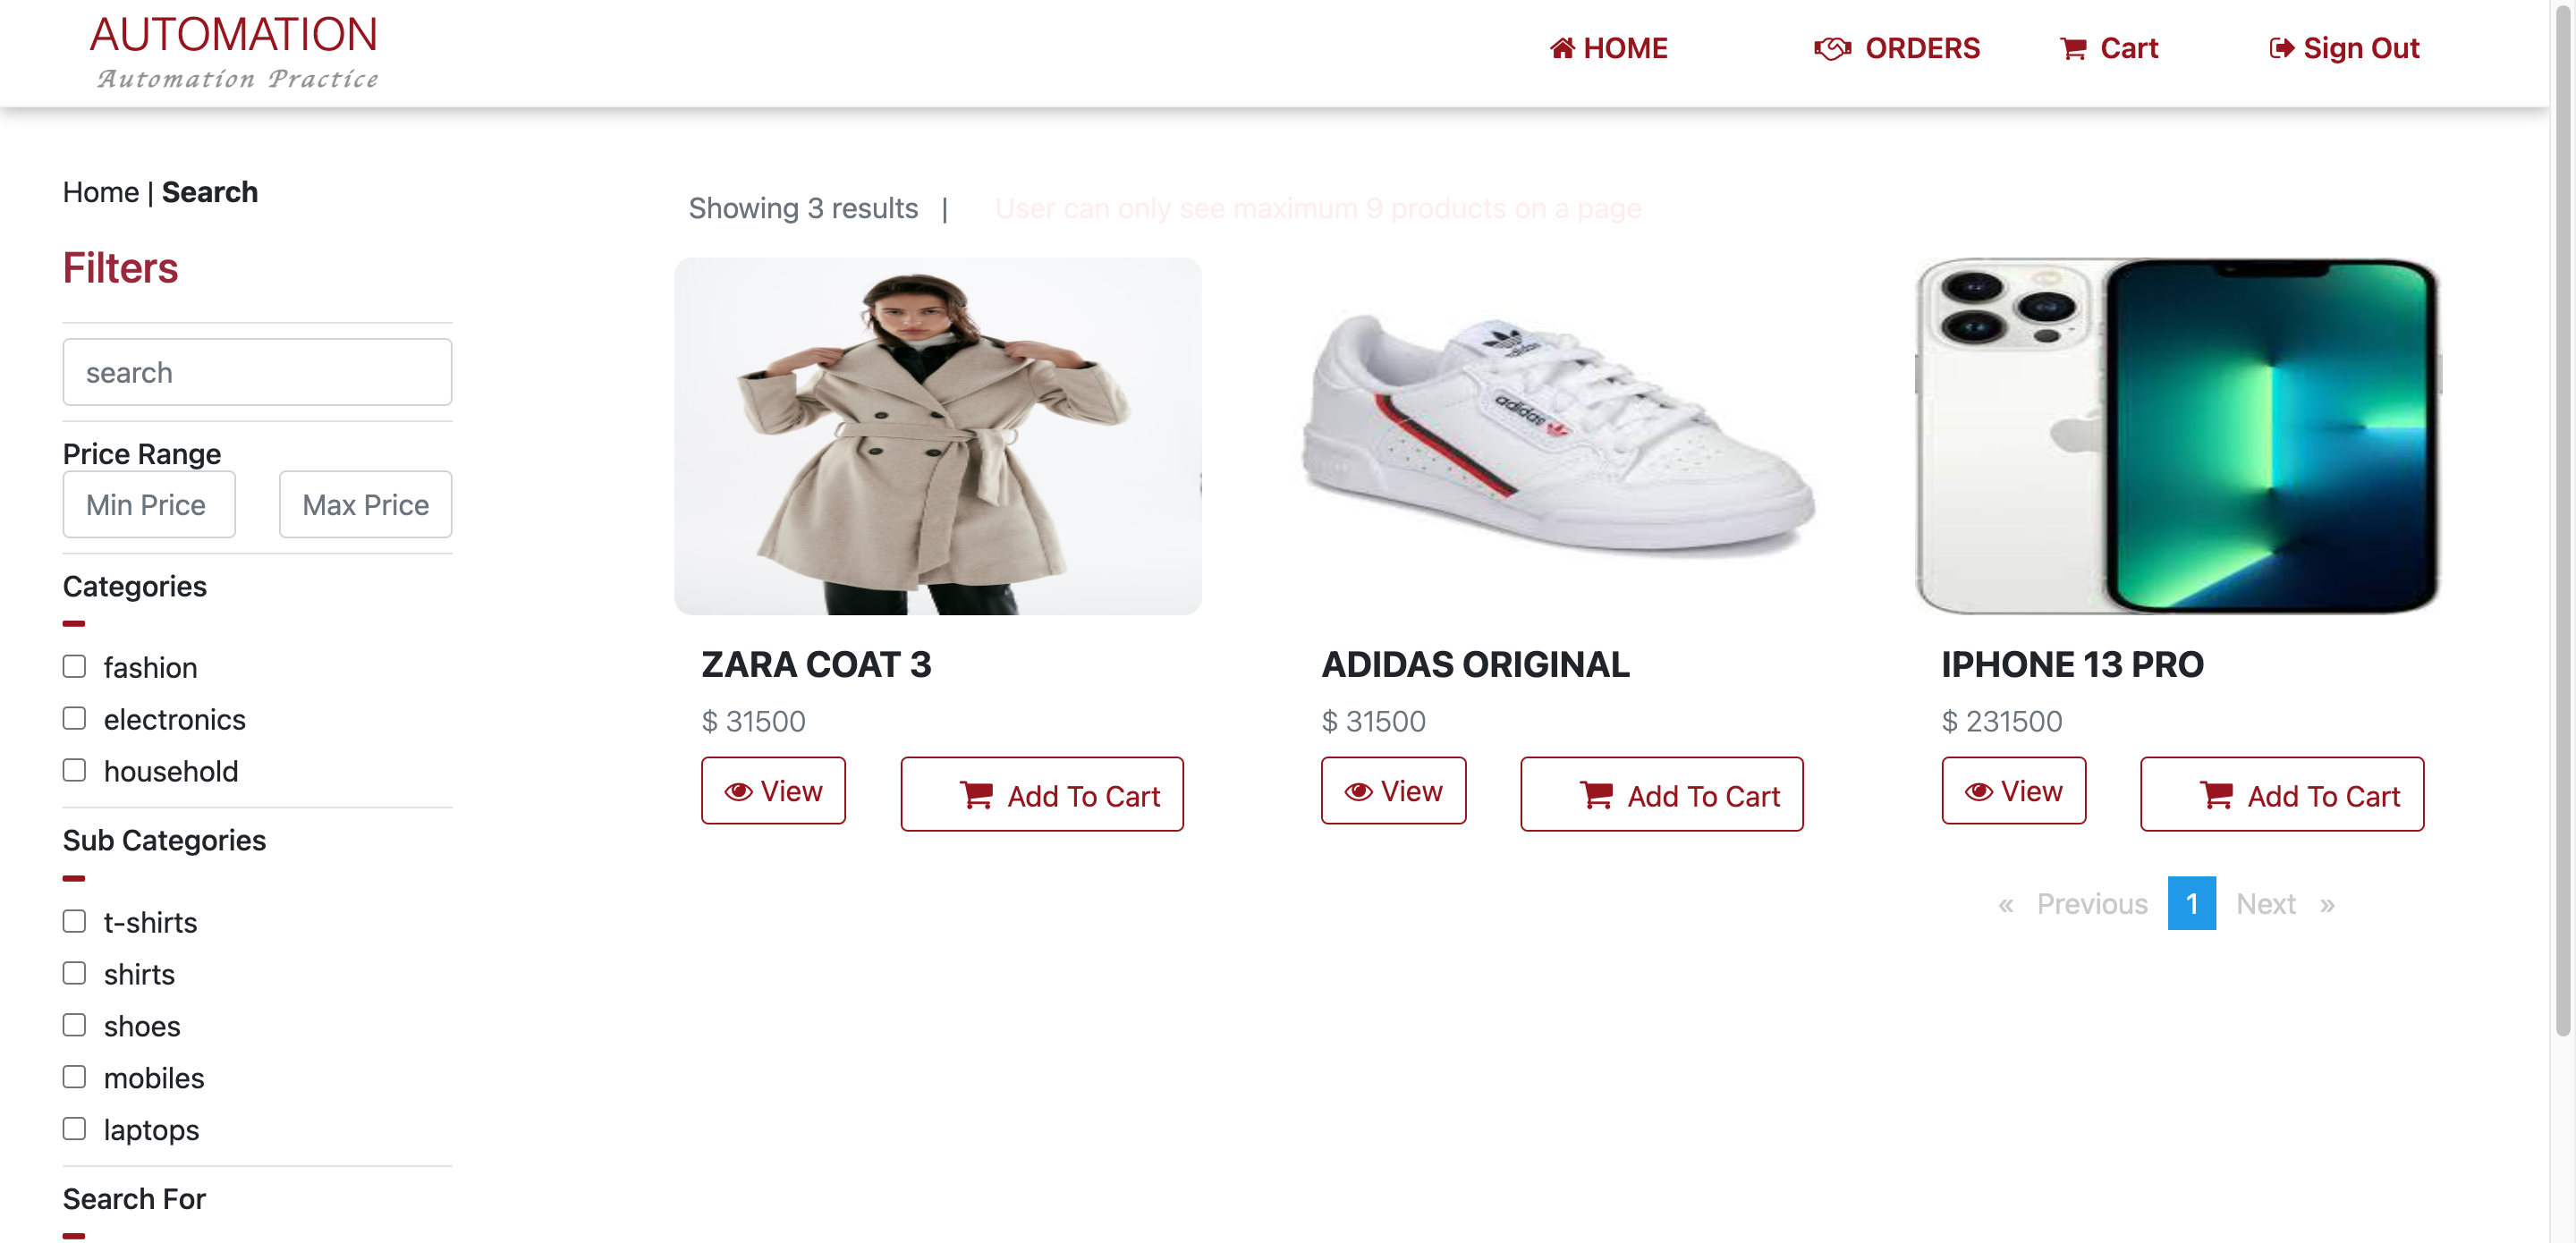 AUTOMATION
Automation Practice
HOME
ORDERS
Cart
Sign Out
Home | Search
Showing 3 results |
User can only see maximum 9 products on a page
Filters
search
Price Range
Min Price
Max Price
Categories
fashion
electronics
household
Sub Categories
t-shirts
shirts
shoes
mobiles
laptops
Search For
adidas
adidas
ZARA COAT 3
$ 31500
View
Add To Cart
ADIDAS ORIGINAL
$ 31500
View
Add To Cart
IPHONE 13 PRO
$ 231500
View
Add To Cart
« Previous 1 Next »